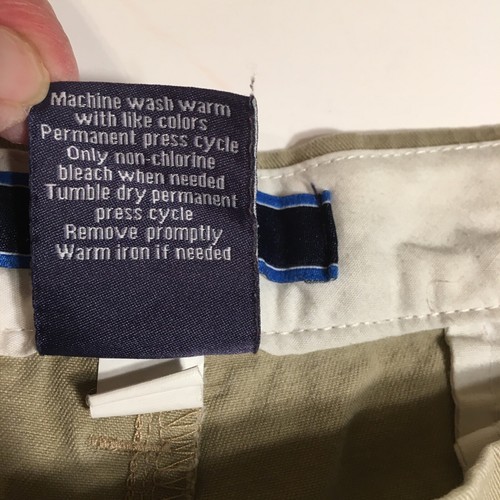 Machine wash warm
with like colors
Permanent press cycle
Only non-chlorine
bleach when needed
Tumble dry permanent
press cycle
Remove promptly
Warm iron if needed